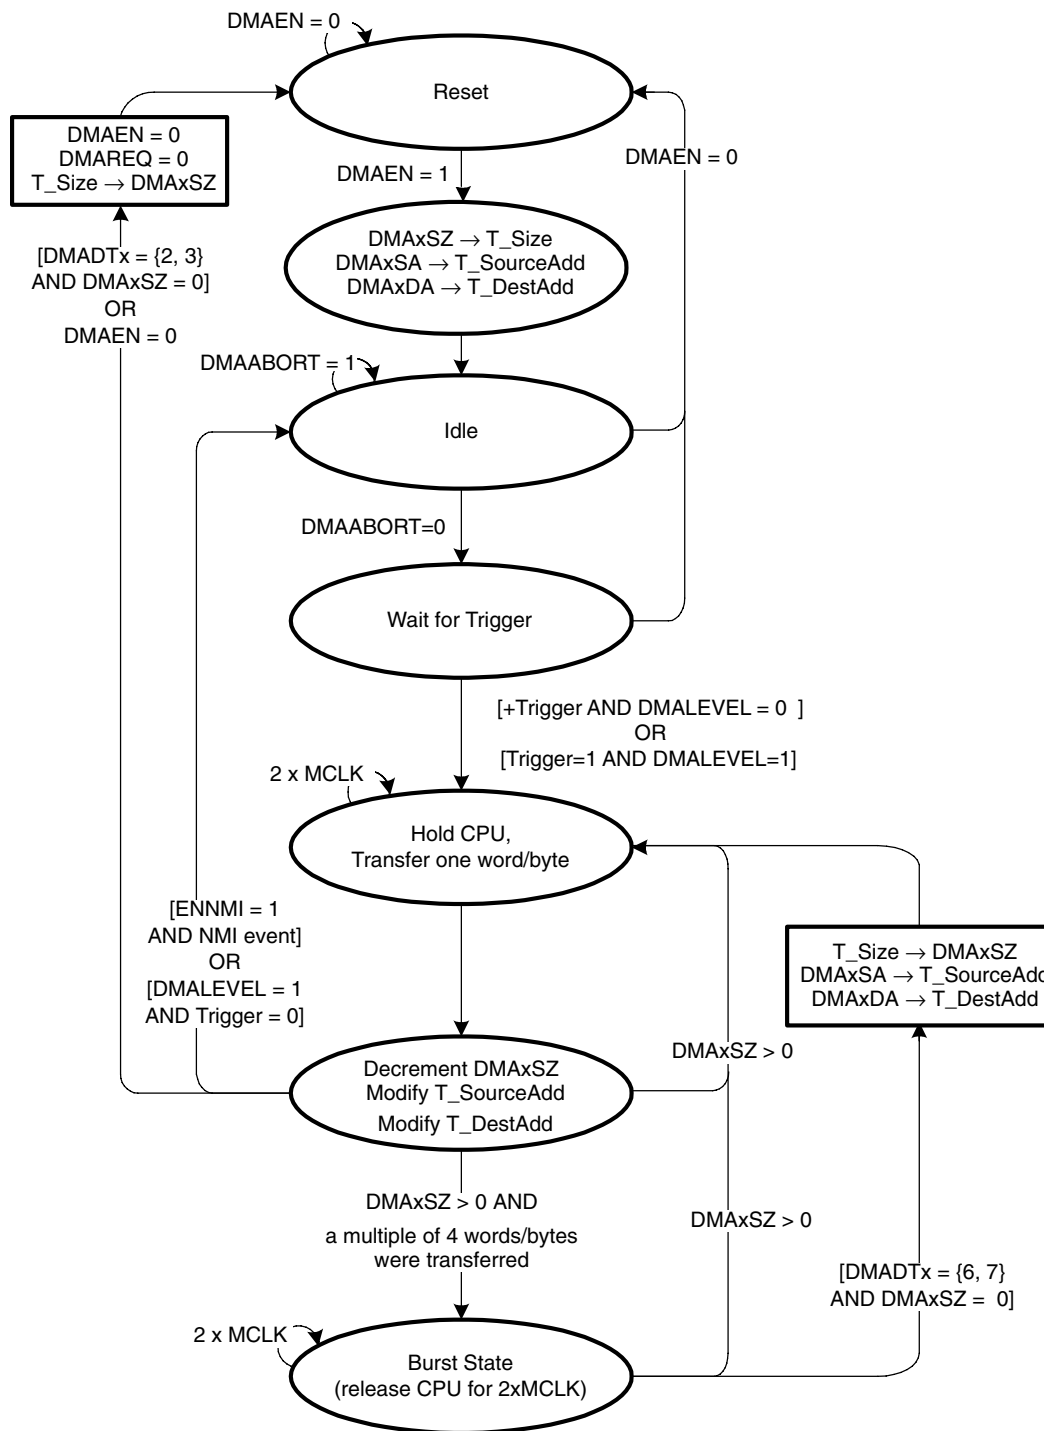 DMAEN = 0
Reset
DMAEN = 0
DMAREQ = 0
T_Size → DMAxSZ
DMAEN = 0
DMAEN = 1
[DMADTx = {2, 3}
AND DMAxSZ = 0]
OR
DMAEN = 0
DMAxSZ → T_Size
DMAxSA → T_SourceAdd
DMAxDA → T_DestAdd
DMAABORT = 1
Idle
DMAABORT=0
Wait for Trigger
[+Trigger AND DMALEVEL = 0 ]
OR
[Trigger=1 AND DMALEVEL=1]
2 x MCLK
Hold CPU,
Transfer one word/byte
[ENNMI = 1
AND NMI event]
OR
[DMALEVEL = 1
AND Trigger = 0]
T_Size → DMAxSZ
DMAxSA → T_SourceAdd
DMAxDA → T_DestAdd
DMAxSZ > 0
Decrement DMAxSZ
Modify T_SourceAdd
Modify T_DestAdd
DMAxSZ > 0 AND
a multiple of 4 words/bytes
were transferred
DMAxSZ > 0
[DMADTx = {6, 7}
AND DMAxSZ = 0]
2 x MCLK
Burst State
(release CPU for 2xMCLK)